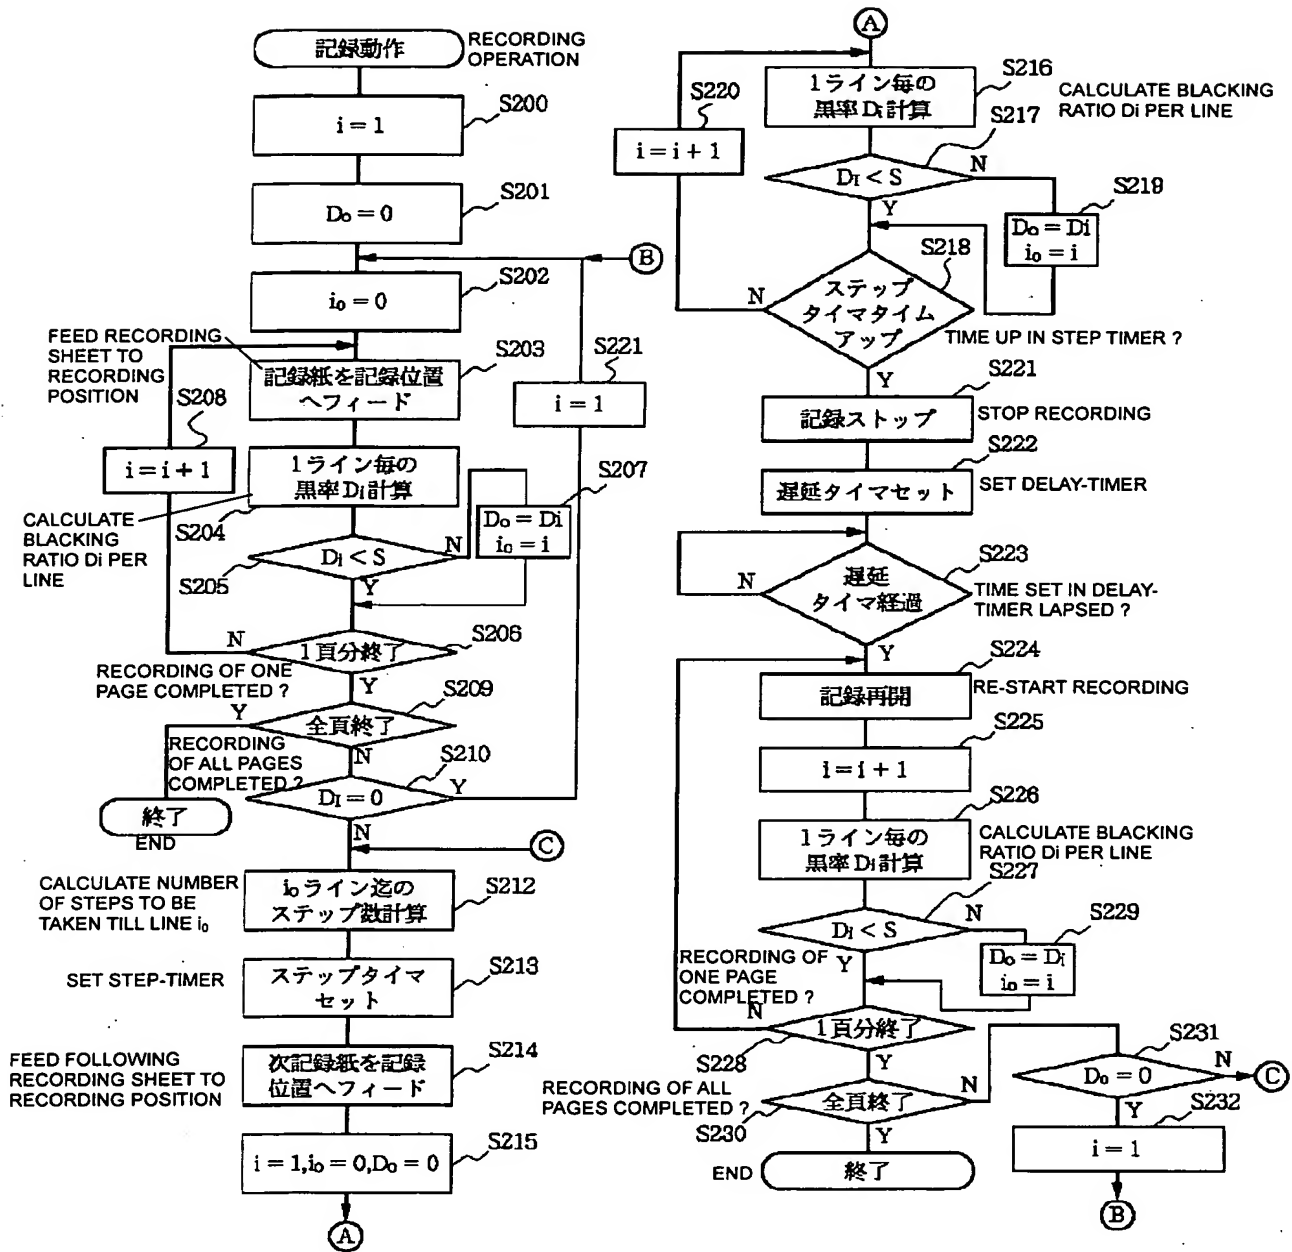 記録動作
RECORDING
OPERATION
S200
i = 1
S201
D₀ = 0
B
S202
i₀ = 0
FEED RECORDING
SHEET TO
RECORDING
POSITION
S203
記録紙を記録位置
へフィード
S221
i = 1
S208
i = i + 1
1ライン毎の
黒率Di計算
S204
CALCULATE
BLACKING
RATIO Di PER
LINE
S207
D₀ = Di
i₀ = i
DI < S
N
S205
Y
S206
N
1頁分終了
RECORDING OF ONE
PAGE COMPLETED ?
Y
S209
Y
全頁終了
RECORDING
OF ALL PAGES
COMPLETED ?
N
S210
DI = 0
Y
終了
END
N
C
CALCULATE NUMBER
OF STEPS TO BE
TAKEN TILL LINE i₀
i₀ライン迄の
ステップ数計算
S212
SET STEP-TIMER
ステップタイマ
セット
S213
FEED FOLLOWING
RECORDING SHEET TO
RECORDING POSITION
次記録紙を記録
位置へフィード
S214
S215
i = 1,i₀ = 0,D₀ = 0
A
A
S216
1ライン毎の
黒率Di計算
CALCULATE BLACKING
RATIO Di PER LINE
S220
i = i + 1
S217
DI < S
N
Y
S219
D₀ = Di
i₀ = i
S218
N
ステップ
タイマタイム
アップ
TIME UP IN STEP TIMER ?
Y
S221
記録ストップ
STOP RECORDING
S222
遅延タイマセット
SET DELAY-TIMER
S223
N
遅延
タイマ経過
TIME SET IN DELAY-
TIMER LAPSED ?
Y
S224
記録再開
RE-START RECORDING
S225
i = i + 1
S226
1ライン毎の
黒率Di計算
CALCULATE BLACKING
RATIO Di PER LINE
S227
DI < S
N
Y
S229
D₀ = Di
i₀ = i
RECORDING OF
ONE PAGE
COMPLETED ?
N
1頁分終了
S228
Y
RECORDING OF ALL
PAGES COMPLETED ?
全頁終了
N
S230
Y
END
終了
S231
D₀ = 0
N
C
Y
S232
i = 1
B